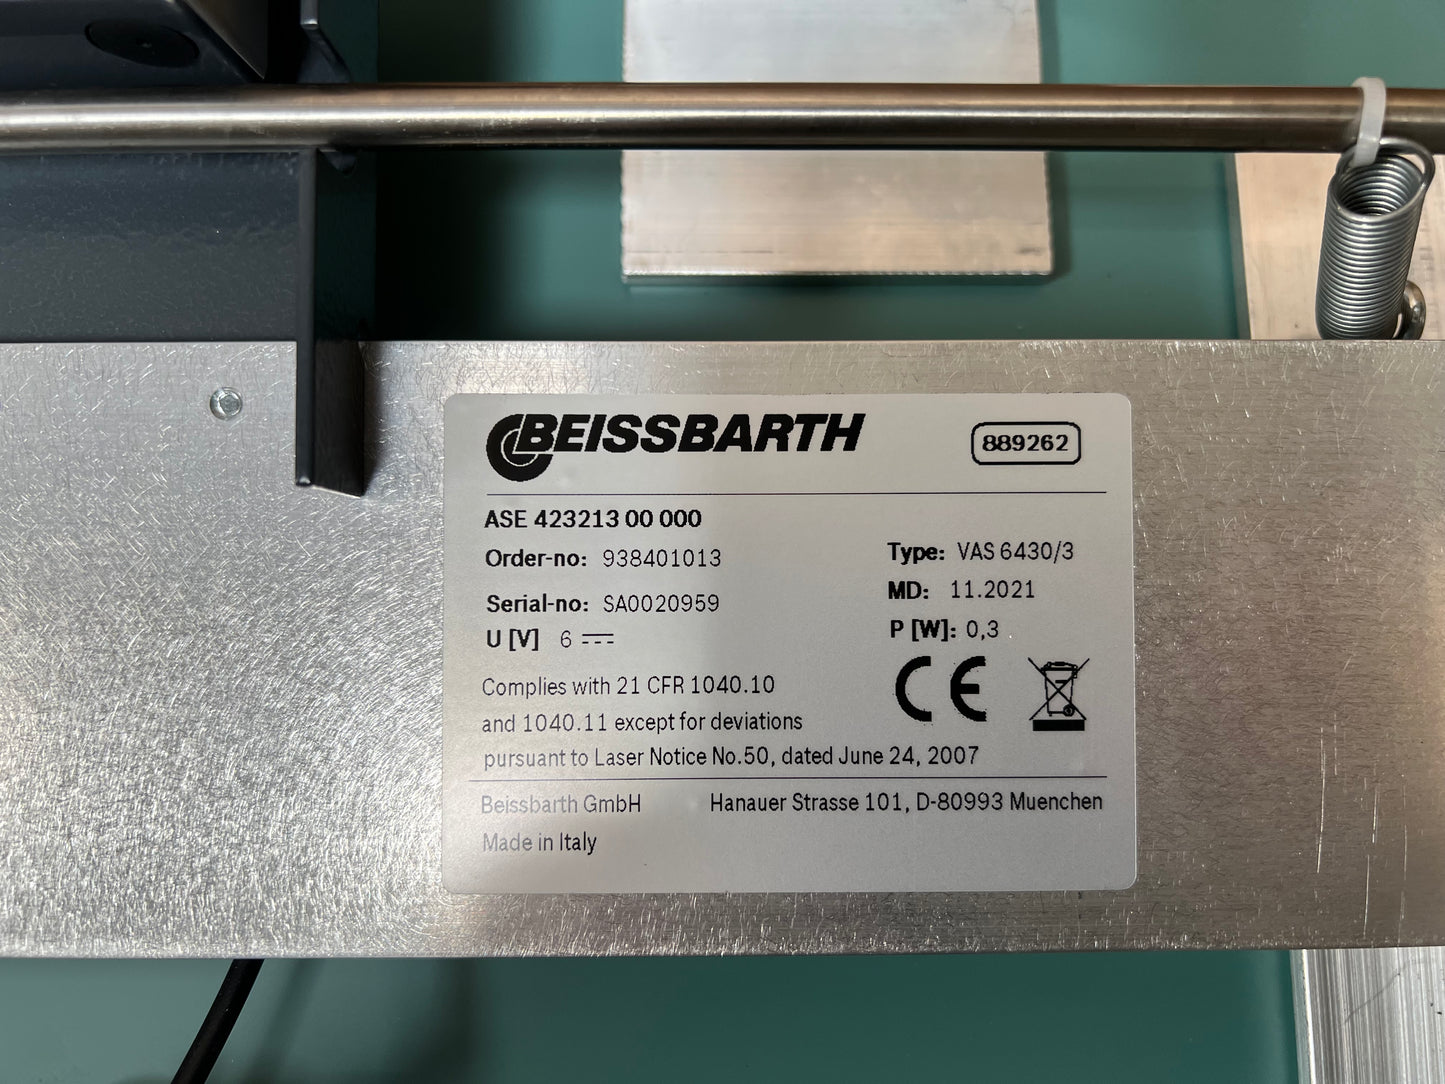 BEISSBARTH 889262
ASE 423213 00 000
Order-no: 938401013 Type: VAS 6430/3
Serial-no: SA0020959 MD: 11.2021
U [V] 6 P [W]: 0,3
Complies with 21 CFR 1040.10
and 1040.11 except for deviations
pursuant to Laser Notice No.50, dated June 24, 2007
CE
Beissbarth GmbH Hanauer Strasse 101, D-80993 Muenchen
Made in Italy